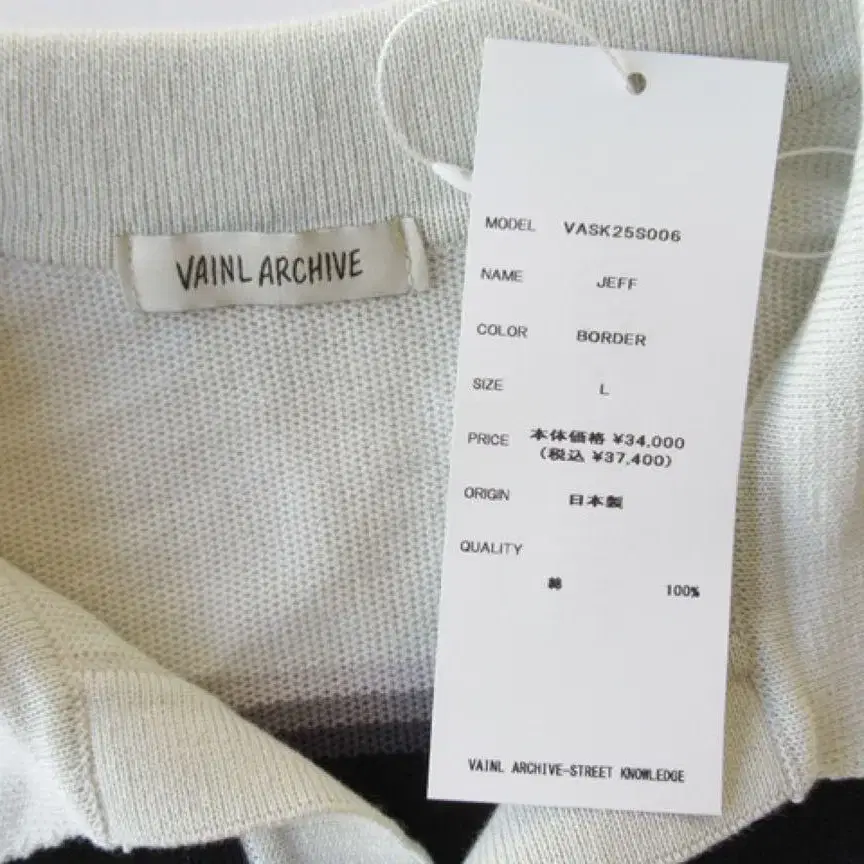 VAINL ARCHIVE
MODEL VASK25S006
NAME JEFF
COLOR BORDER
SIZE L
PRICE 本体価格 ¥34,000
(税込 ¥37,400)
ORIGIN 日本製
QUALITY
綿 100%
VAINL ARCHIVE-STREET KNOWLEDGE